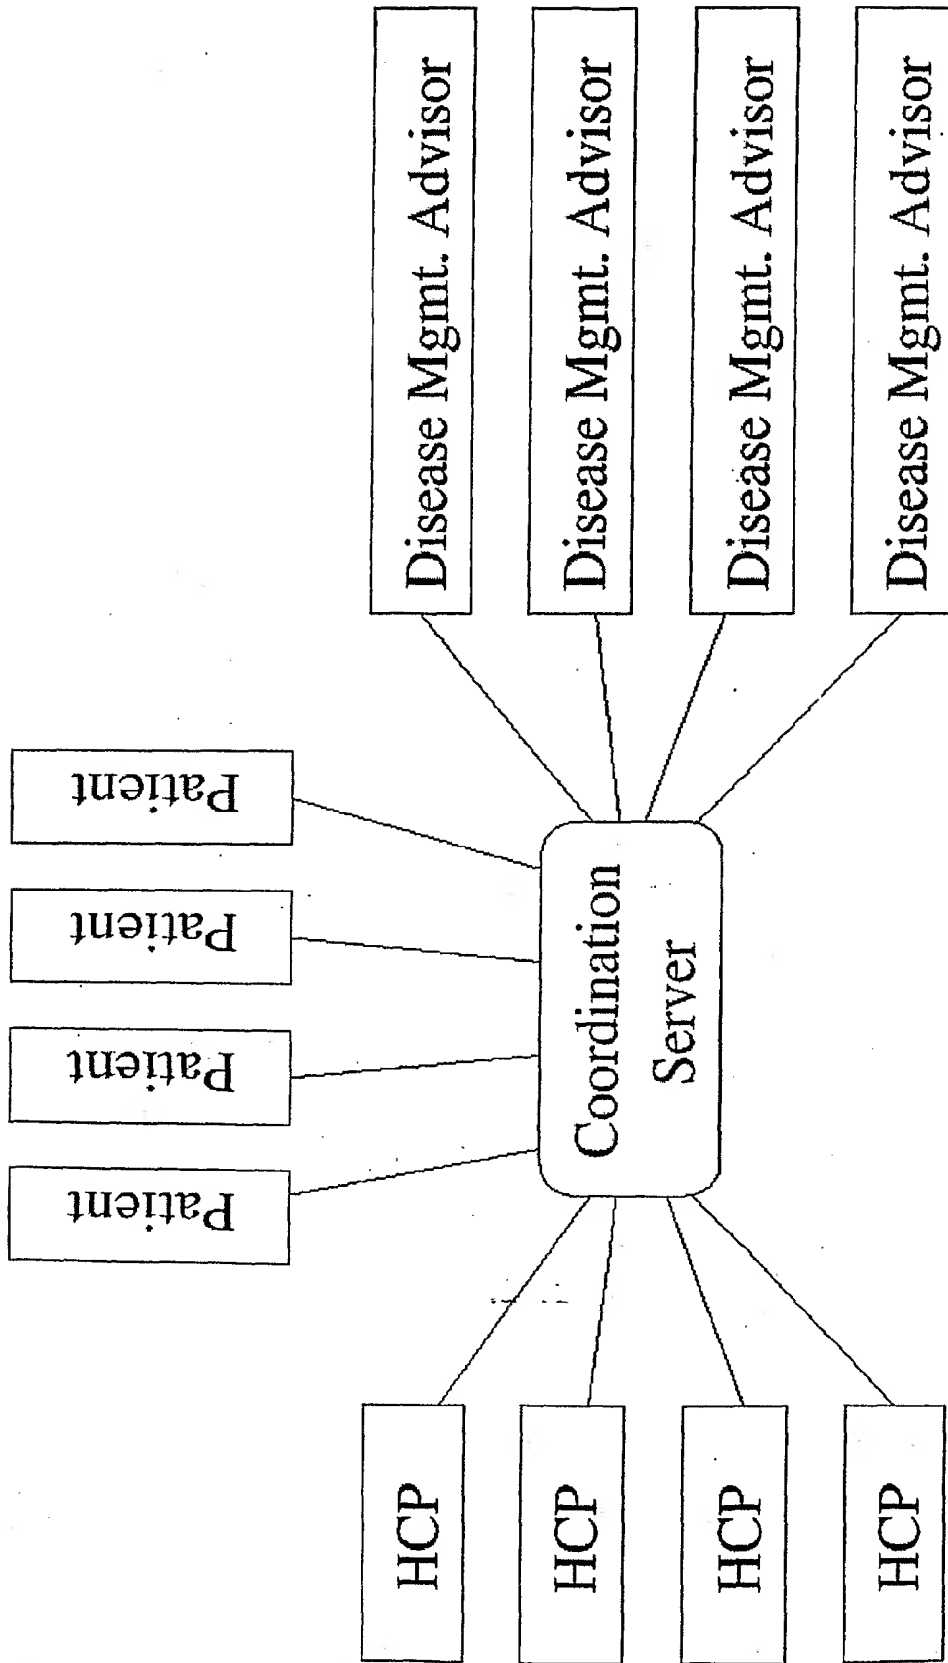 Patient
Patient
Patient
Patient
HCP
HCP
HCP
HCP
Coordination
Server
Disease Mgmt. Advisor
Disease Mgmt. Advisor
Disease Mgmt. Advisor
Disease Mgmt. Advisor